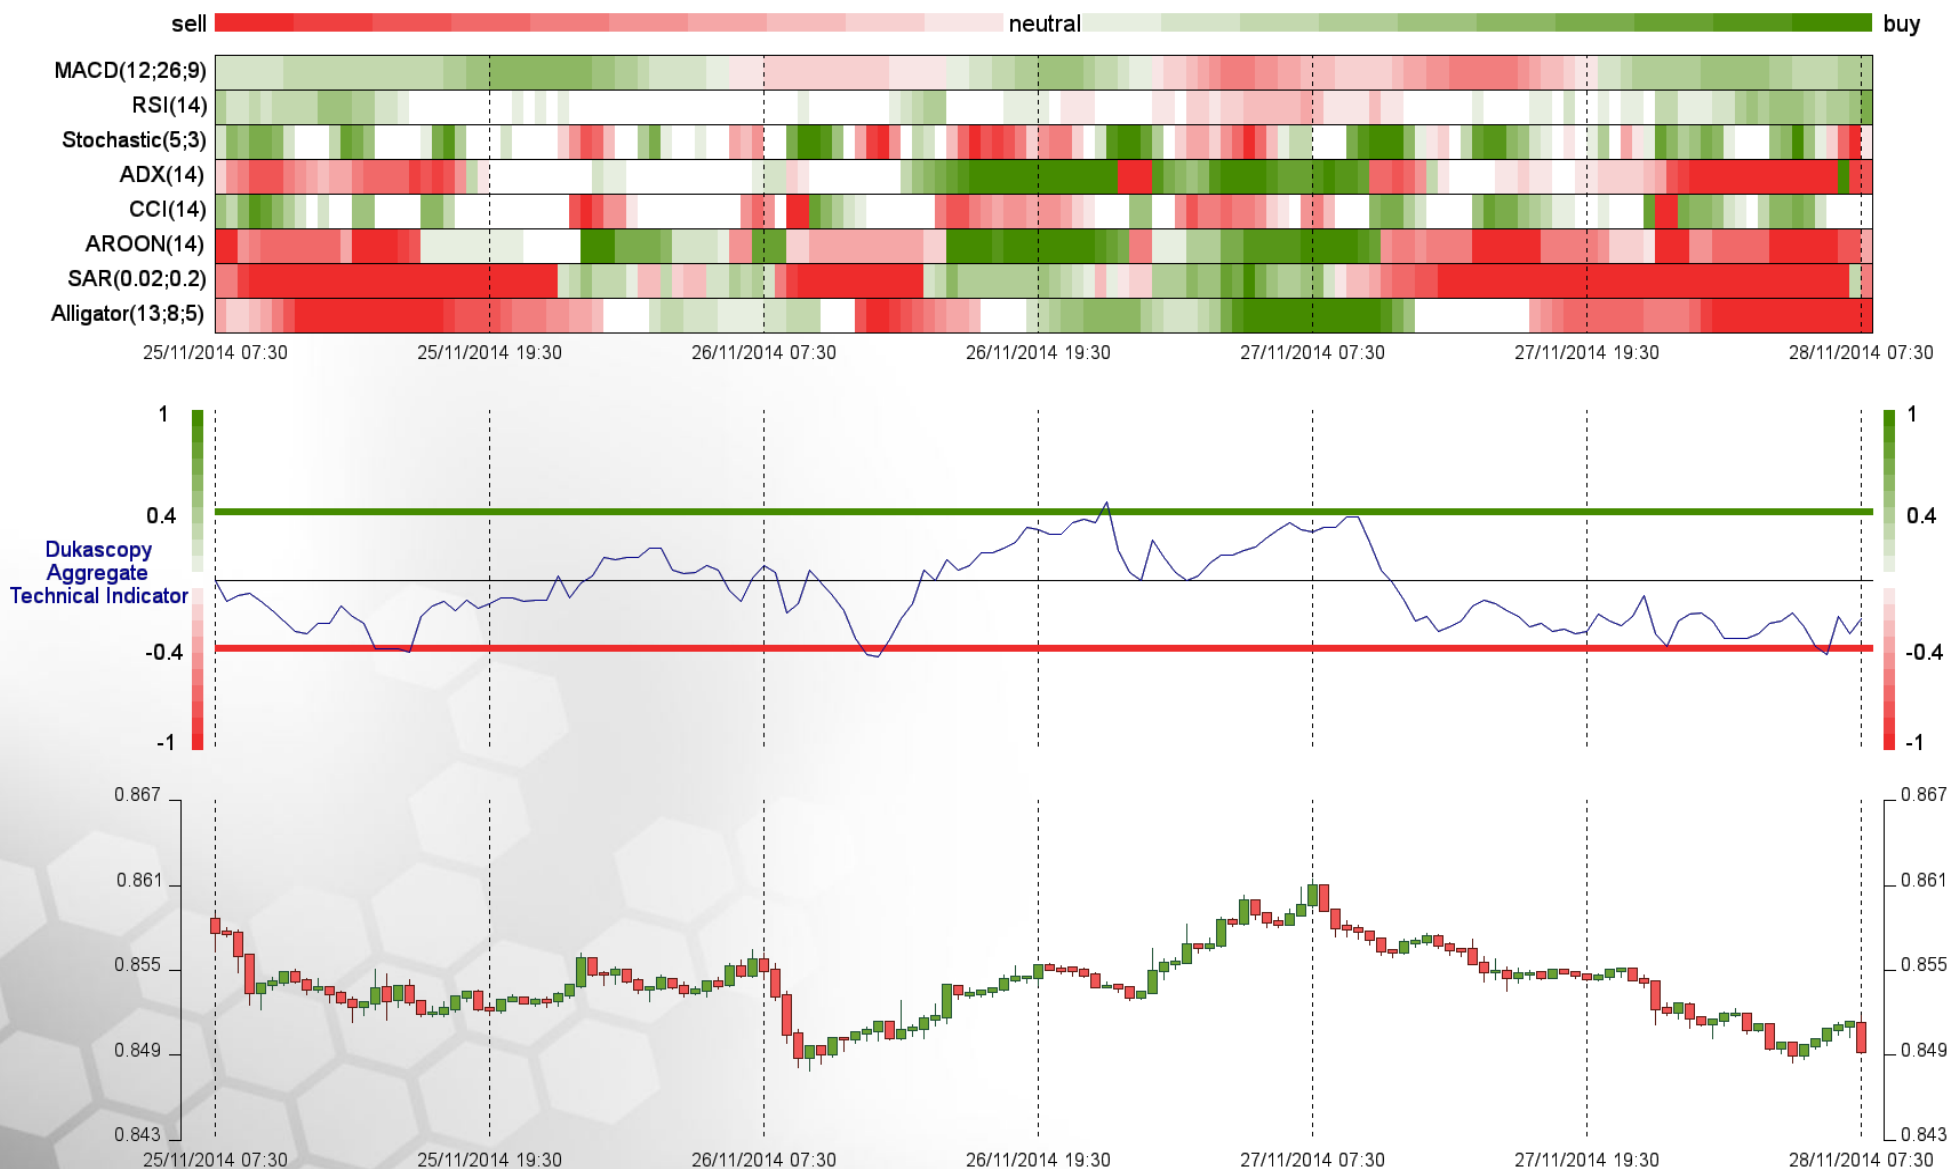 sell neutral buy
MACD(12;26;9)
RSI(14)
Stochastic(5;3)
ADX(14)
CCI(14)
AROON(14)
SAR(0.02;0.2)
Alligator(13;8;5)
25/11/2014 07:30 25/11/2014 19:30 26/11/2014 07:30 26/11/2014 19:30 27/11/2014 07:30 27/11/2014 19:30 28/11/2014 07:30
1 1
0.4 0.4
Dukascopy
Aggregate
Technical Indicator
-0.4 -0.4
-1 -1
0.867 0.867
0.861 0.861
0.855 0.855
0.849 0.849
0.843 0.843
25/11/2014 07:30 25/11/2014 19:30 26/11/2014 07:30 26/11/2014 19:30 27/11/2014 07:30 27/11/2014 19:30 28/11/2014 07:30